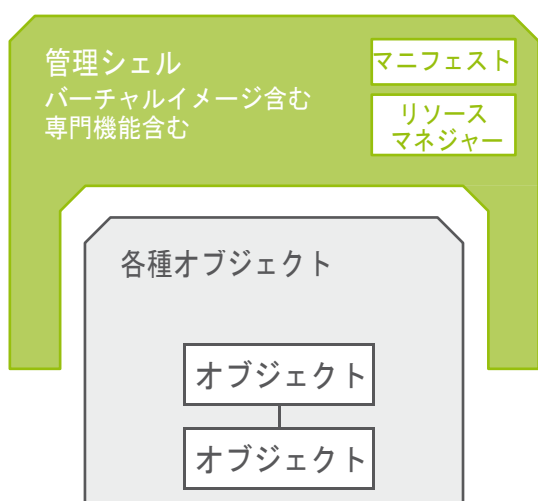 管理シェル
バーチャルイメージ含む
専門機能含む
マニフェスト
リソース
マネジャー
各種オブジェクト
オブジェクト
オブジェクト